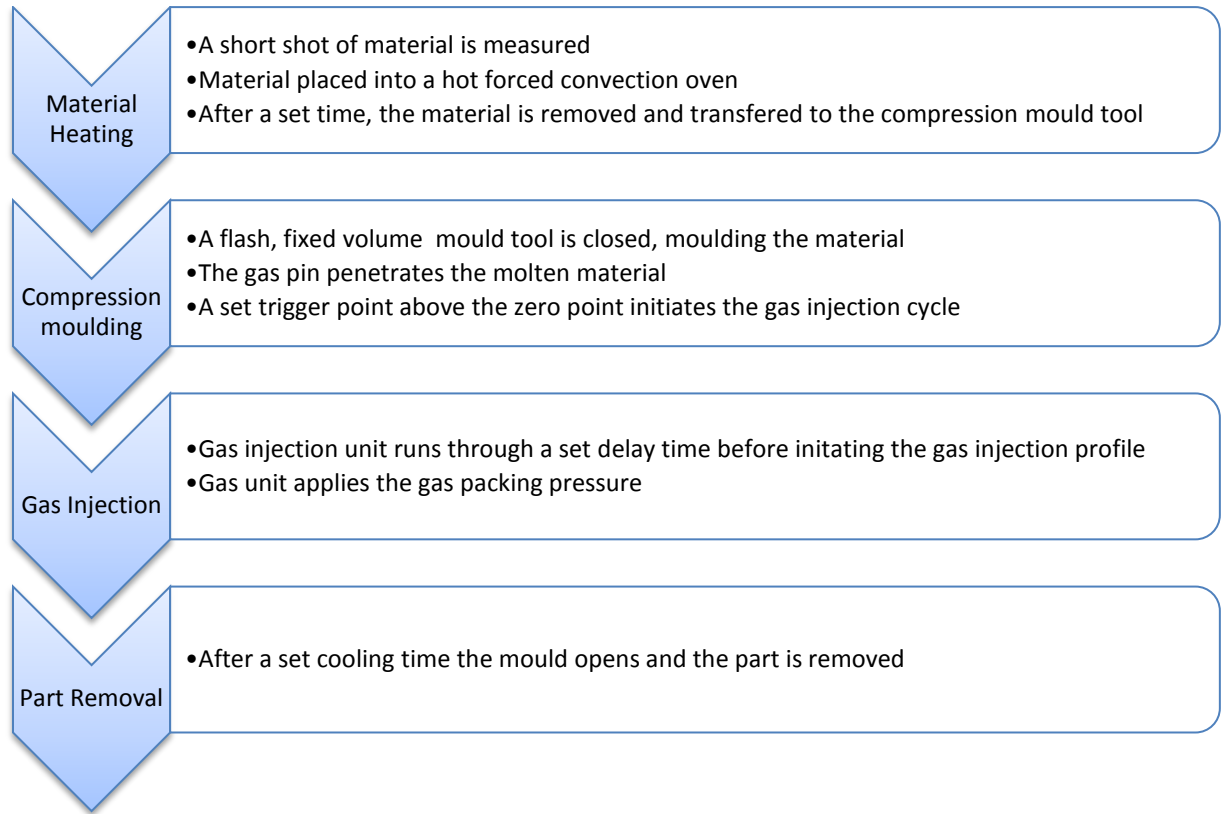 Material
Heating
•A short shot of material is measured
•Material placed into a hot forced convection oven
•After a set time, the material is removed and transfered to the compression mould tool
Compression
moulding
•A flash, fixed volume  mould tool is closed, moulding the material
•The gas pin penetrates the molten material
•A set trigger point above the zero point initiates the gas injection cycle
Gas Injection
•Gas injection unit runs through a set delay time before initating the gas injection profile
•Gas unit applies the gas packing pressure
Part Removal
•After a set cooling time the mould opens and the part is removed